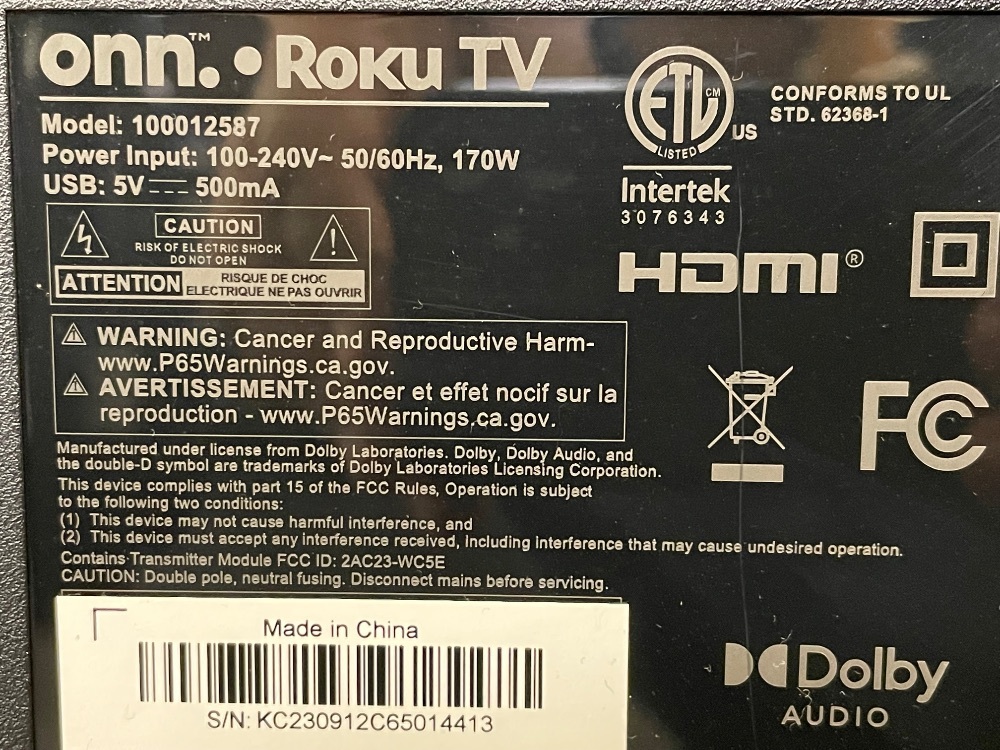 onn.™ • Roku TV
Model: 100012587
Power Input: 100-240V~ 50/60Hz, 170W
USB: 5V⎓ 500mA
CAUTION
RISK OF ELECTRIC SHOCK
DO NOT OPEN
ATTENTION
RISQUE DE CHOC
ELECTRIQUE NE PAS OUVRIR
WARNING: Cancer and Reproductive Harm-
www.P65Warnings.ca.gov.
AVERTISSEMENT: Cancer et effet nocif sur la
reproduction - www.P65Warnings.ca.gov.
Manufactured under license from Dolby Laboratories. Dolby, Dolby Audio, and
the double-D symbol are trademarks of Dolby Laboratories Licensing Corporation.
This device complies with part 15 of the FCC Rules, Operation is subject
to the following two conditions:
(1) This device may not cause harmful interference, and
(2) This device must accept any interference received, including interference that may cause undesired operation.
Contains Transmitter Module FCC ID: 2AC23-WC5E
CAUTION: Double pole, neutral fusing. Disconnect mains before servicing.
Made in China
S/N: KC230912C65014413
ETL CM
LISTED
US
CONFORMS TO UL
STD. 62368-1
Intertek
3076343
HDMI®
FC
Dolby
AUDIO